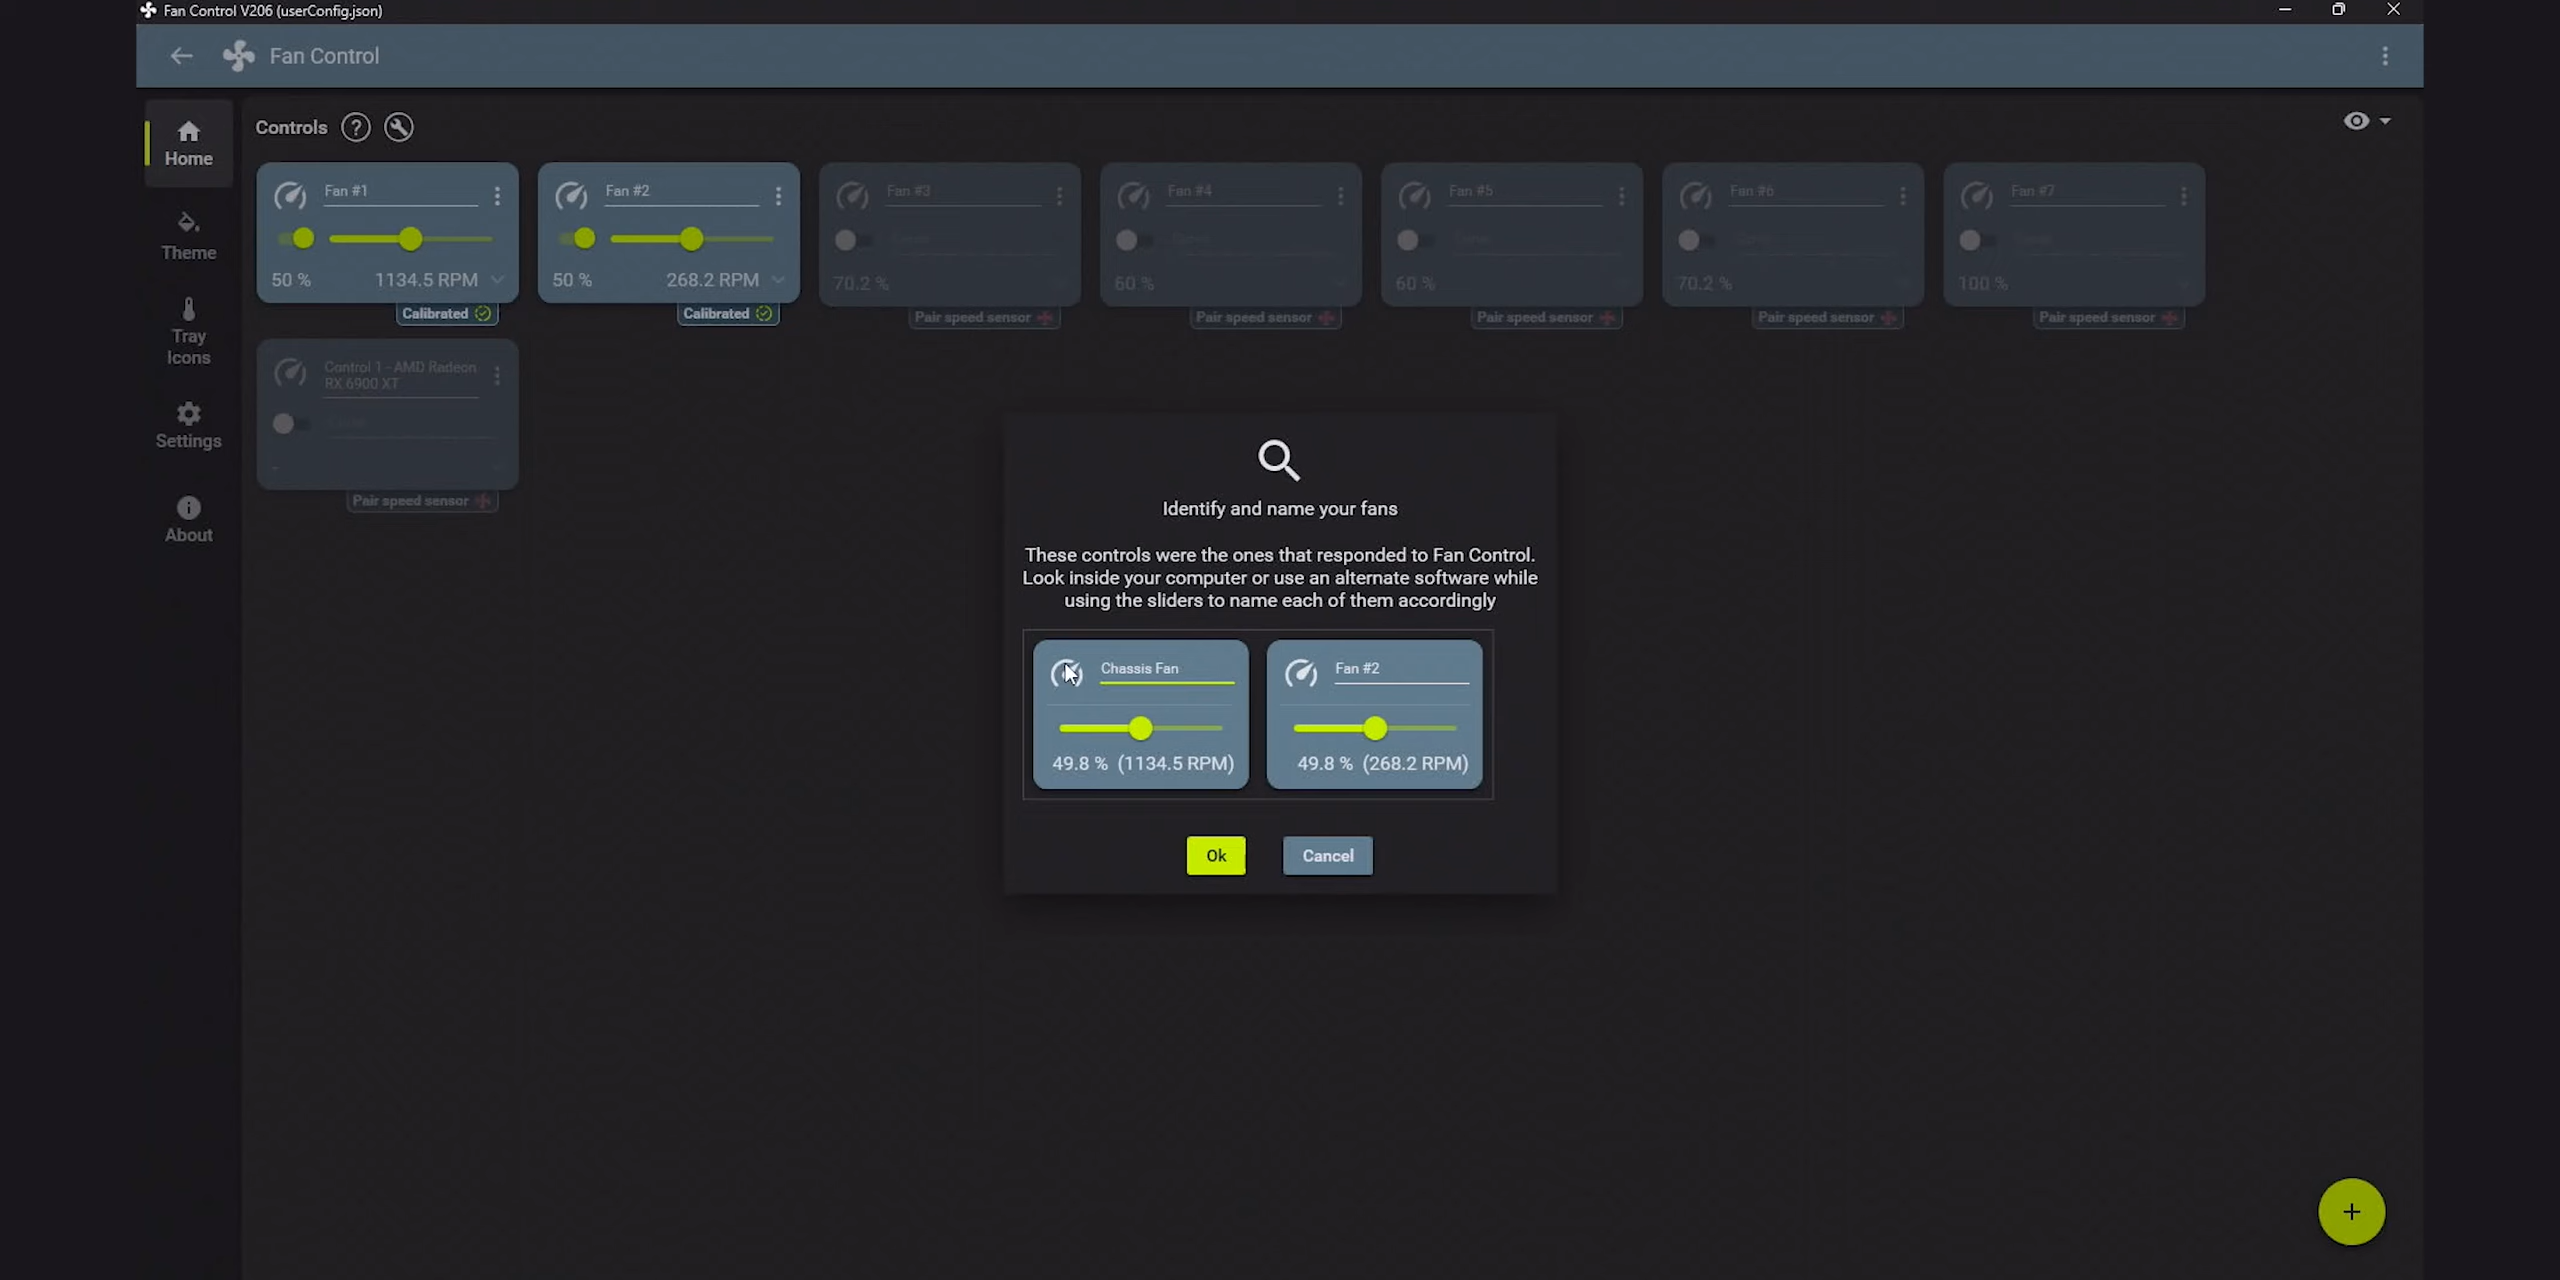 Fan Control V206 (userConfig.json)
Fan Control
Home
Theme
Tray
Icons
Settings
About
Controls
Fan #1
50 %
1134.5 RPM
Calibrated
Fan #2
50 %
268.2 RPM
Calibrated
Fan #3
70.2 %
Pair speed sensor
Fan #4
60 %
Pair speed sensor
Fan #5
60 %
Pair speed sensor
Fan #6
70.2 %
Pair speed sensor
Fan #7
100 %
Pair speed sensor
Control 1 - AMD Radeon
RX 6900 XT
-
Pair speed sensor
Identify and name your fans
These controls were the ones that responded to Fan Control.
Look inside your computer or use an alternate software while
using the sliders to name each of them accordingly
Chassis Fan
49.8 % (1134.5 RPM)
Fan #2
49.8 % (268.2 RPM)
Ok
Cancel